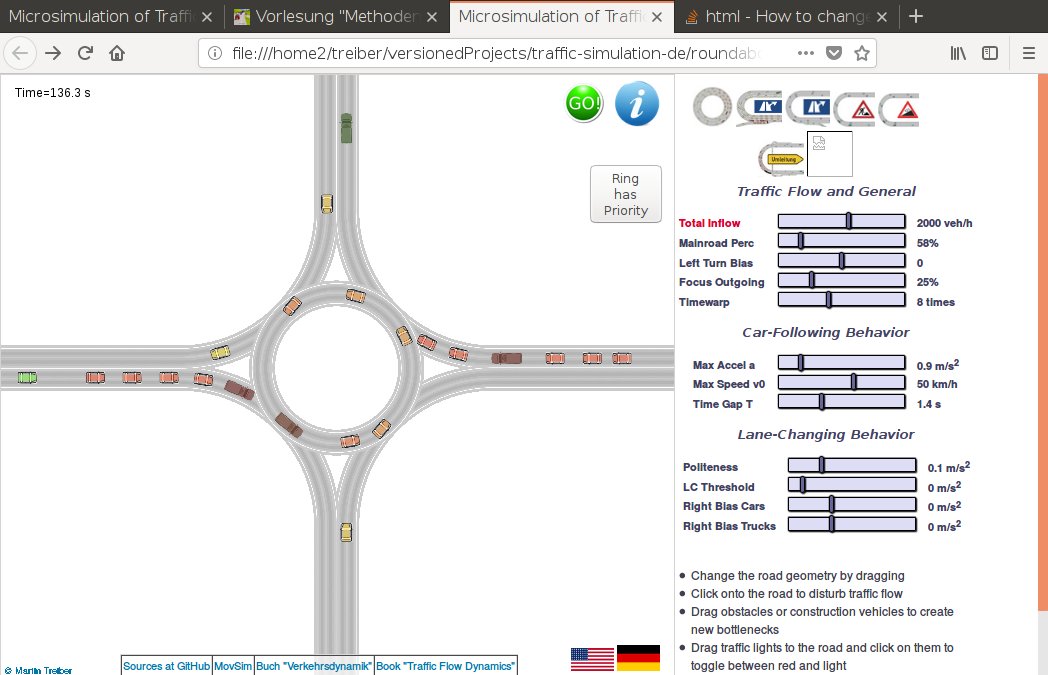 Microsimulation of Traffi
Vorlesung "Methoden
Microsimulation of Traffi
html - How to change
file:///home2/treiber/versionedProjects/traffic-simulation-de/roundab
Time=136.3 s
GO!
i
Ring
has
Priority
Umleitung
Traffic Flow and General
Total Inflow 2000 veh/h
Mainroad Perc 58%
Left Turn Bias 0
Focus Outgoing 25%
Timewarp 8 times
Car-Following Behavior
Max Accel a 0.9 m/s²
Max Speed v0 50 km/h
Time Gap T 1.4 s
Lane-Changing Behavior
Politeness 0.1 m/s²
LC Threshold 0 m/s²
Right Bias Cars 0 m/s²
Right Bias Trucks 0 m/s²
• Change the road geometry by dragging
• Click onto the road to disturb traffic flow
• Drag obstacles or construction vehicles to create
new bottlenecks
• Drag traffic lights to the road and click on them to
toggle between red and light
© Martin Treiber
Sources at GitHub MovSim Buch "Verkehrsdynamik" Book "Traffic Flow Dynamics"